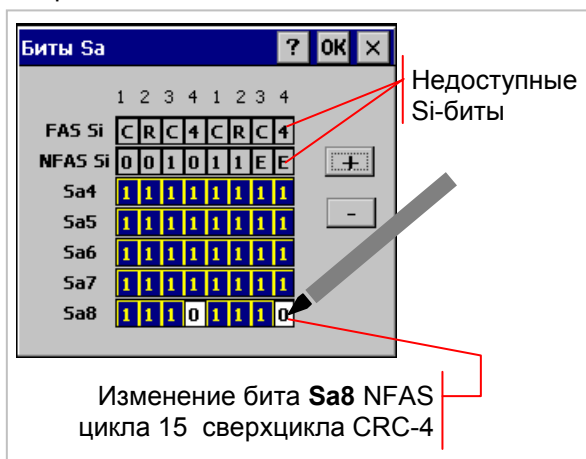 Биты Sa ? OK ×
1 2 3 4 1 2 3 4
FAS Si C R C 4 C R C 4
NFAS Si 0 0 1 0 1 1 E E
Sa4 1 1 1 1 1 1 1 1
Sa5 1 1 1 1 1 1 1 1
Sa6 1 1 1 1 1 1 1 1
Sa7 1 1 1 1 1 1 1 1
Sa8 1 1 1 0 1 1 1 0
+
-
Недоступные
Si-биты
Изменение бита Sa8 NFAS
цикла 15 сверхцикла CRC-4